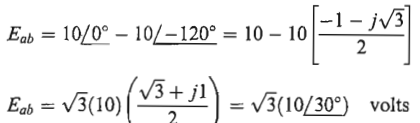 E_ab = 10/0° − 10/−120° = 10 − 10 [ (−1 − j√3) / 2 ]
E_ab = √3(10) ( (√3 + j1) / 2 ) = √3(10/30°) volts